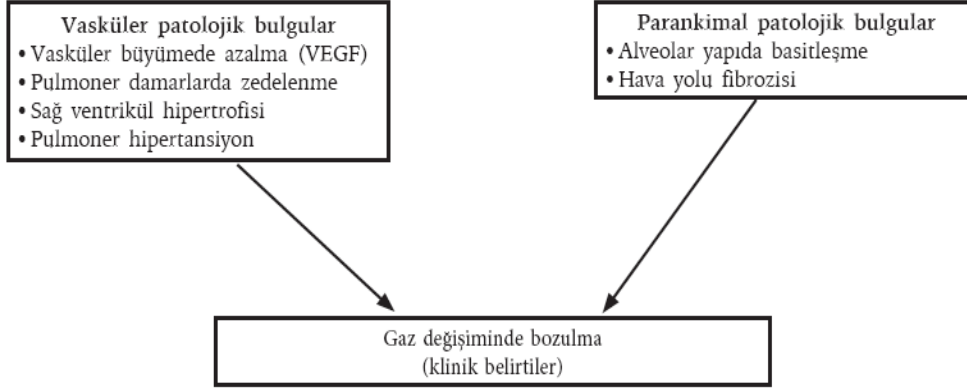 Vasküler patolojik bulgular
• Vasküler büyümede azalma (VEGF)
• Pulmoner damarlarda zedelenme
• Sağ ventrikül hipertrofisi
• Pulmoner hipertansiyon
Parankimal patolojik bulgular
• Alveolar yapıda basitleşme
• Hava yolu fibrozisi
Gaz değişiminde bozulma
(klinik belirtiler)